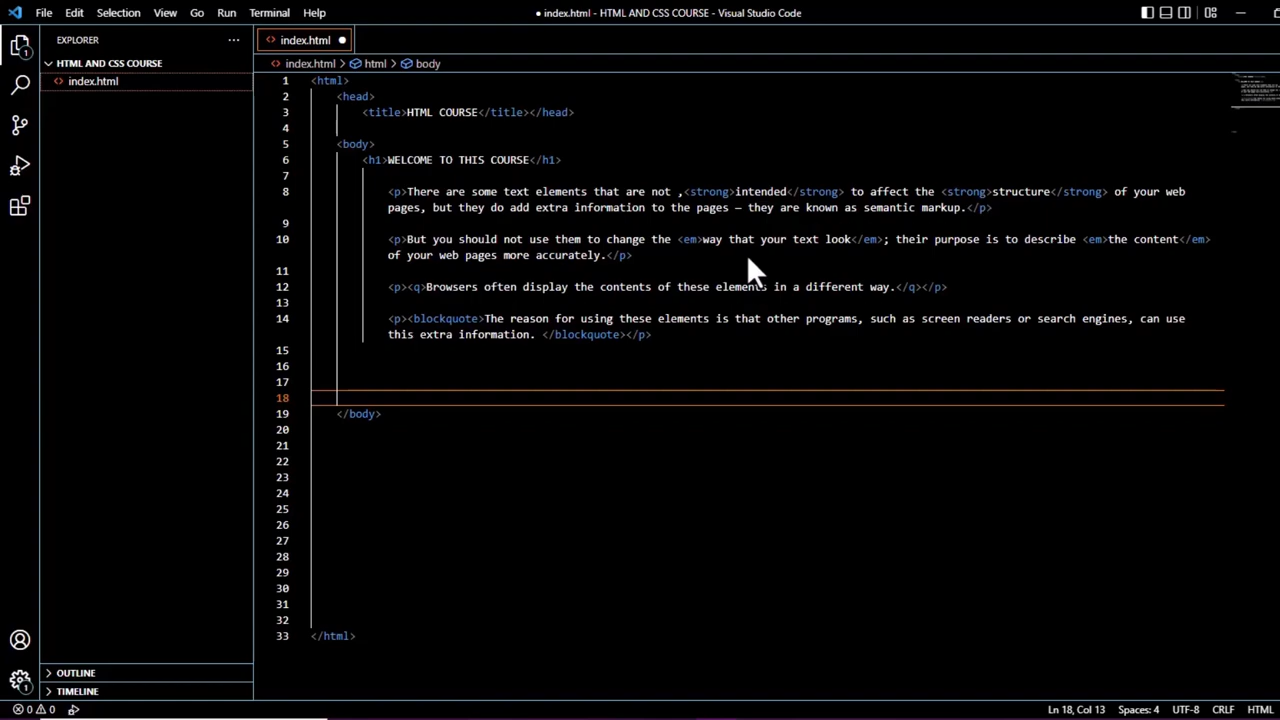 File Edit Selection View Go Run Terminal Help
● index.html - HTML AND CSS COURSE - Visual Studio Code
EXPLORER ...
HTML AND CSS COURSE
index.html
OUTLINE
TIMELINE
index.html ●
index.html > html > body
1 <html>
2 <head>
3 <title>HTML COURSE</title></head>
4
5 <body>
6 <h1>WELCOME TO THIS COURSE</h1>
7
8 <p>There are some text elements that are not ,<strong>intended</strong> to affect the <strong>structure</strong> of your web
pages, but they do add extra information to the pages — they are known as semantic markup.</p>
9
10 <p>But you should not use them to change the <em>way that your text look</em>; their purpose is to describe <em>the content</em>
of your web pages more accurately.</p>
11
12 <p><q>Browsers often display the contents of these elements in a different way.</q></p>
13
14 <p><blockquote>The reason for using these elements is that other programs, such as screen readers or search engines, can use
this extra information. </blockquote></p>
15
16
17
18
19 </body>
20
21
22
23
24
25
26
27
28
29
30
31
32
33 </html>
1
1
0 0
Ln 18, Col 13 Spaces: 4 UTF-8 CRLF HTML